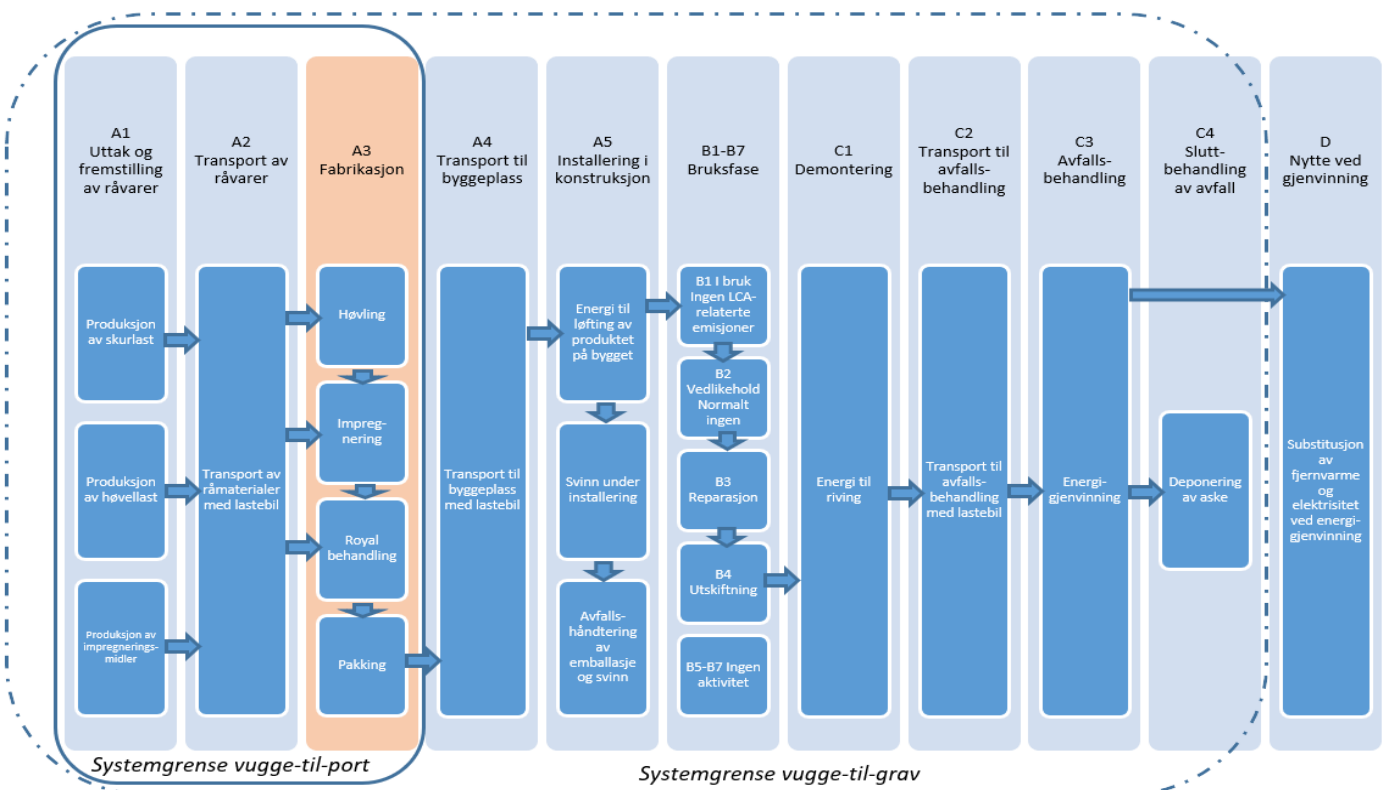 A1
Uttak og
fremstilling
av råvarer
A2
Transport av
råvarer
A3
Fabrikasjon
A4
Transport til
byggeplass
A5
Installering i
konstruksjon
B1-B7
Bruksfase
C1
Demontering
C2
Transport til
avfalls-
behandling
C3
Avfalls-
behandling
C4
Slutt-
behandling
av avfall
D
Nytte ved
gjenvinning
Produksjon
av skurlast
Produksjon
av høvellast
Produksjon av
impregnerings-
midler
Transport av
råmaterialer
med lastebil
Høvling
Impreg-
nering
Royal
behandling
Pakking
Transport til
byggeplass
med lastebil
Energi til
løfting av
produktet
på bygget
Svinn under
installering
Avfalls-
håndtering
av
emballasje
og svinn
B1 I bruk
Ingen LCA-
relaterte
emisjoner
B2
Vedlikehold
Normalt
ingen
B3
Reparasjon
B4
Utskiftning
B5-B7 Ingen
aktivitet
Energi til
riving
Transport til
avfalls-
behandling
med lastebil
Energi-
gjenvinning
Deponering
av aske
Substitusjon
av
fjernvarme
og
elektrisitet
ved energi-
gjenvinning
Systemgrense vugge-til-port
Systemgrense vugge-til-grav